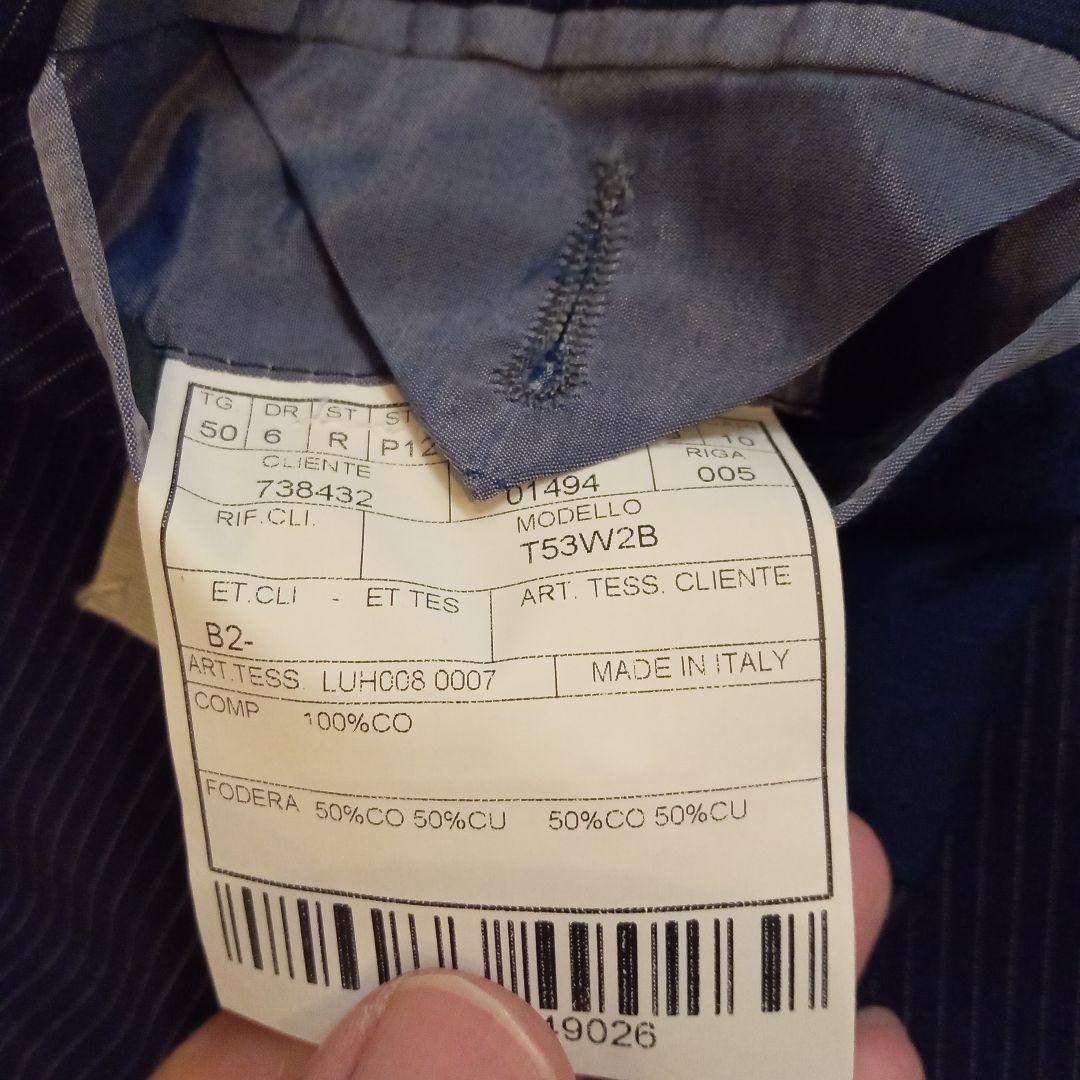 TG DR ST ST
50 6 R P12 10
CLIENTE RIGA
738432 01494 005
RIF.CLI. MODELLO
T53W2B
ET.CLI - ET TES ART. TESS. CLIENTE
B2-
ART.TESS. LUH008 0007 MADE IN ITALY
COMP 100%CO
FODERA 50%CO 50%CU 50%CO 50%CU
49026